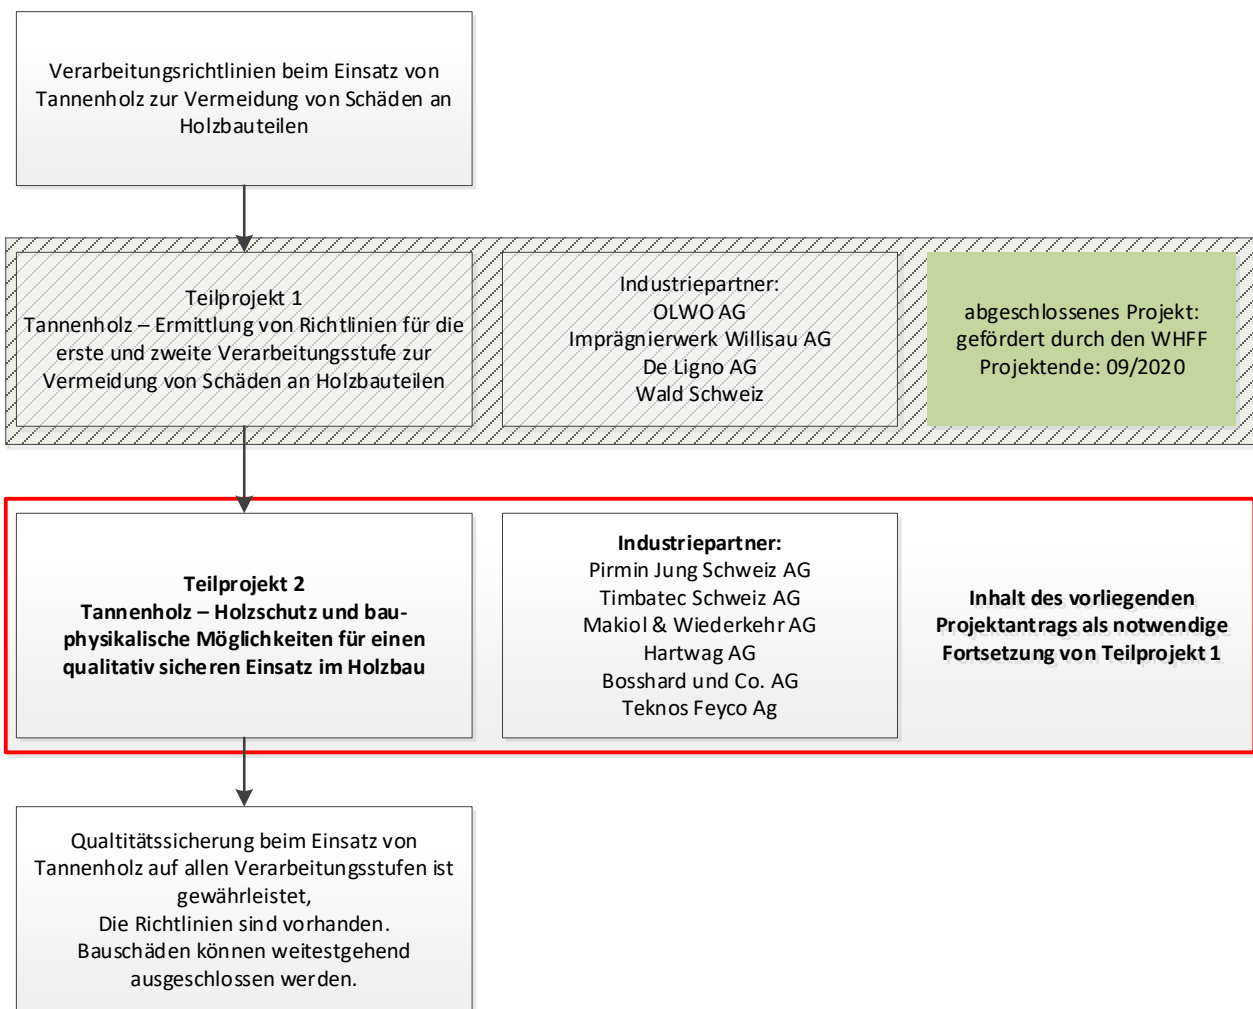 Verarbeitungsrichtlinien beim Einsatz von
Tannenholz zur Vermeidung von Schäden an
Holzbauteilen
Teilprojekt 1
Tannenholz – Ermittlung von Richtlinien für die
erste und zweite Verarbeitungsstufe zur
Vermeidung von Schäden an Holzbauteilen
Industriepartner:
OLWO AG
Imprägnierwerk Willisau AG
De Ligno AG
Wald Schweiz
abgeschlossenes Projekt:
gefördert durch den WHFF
Projektende: 09/2020
Teilprojekt 2
Tannenholz – Holzschutz und bau-
physikalische Möglichkeiten für einen
qualitativ sicheren Einsatz im Holzbau
Industriepartner:
Pirmin Jung Schweiz AG
Timbatec Schweiz AG
Makiol & Wiederkehr AG
Hartwag AG
Bosshard und Co. AG
Teknos Feyco Ag
Inhalt des vorliegenden
Projektantrags als notwendige
Fortsetzung von Teilprojekt 1
Qualtitätssicherung beim Einsatz von
Tannenholz auf allen Verarbeitungsstufen ist
gewährleistet,
Die Richtlinien sind vorhanden.
Bauschäden können weitestgehend
ausgeschlossen werden.